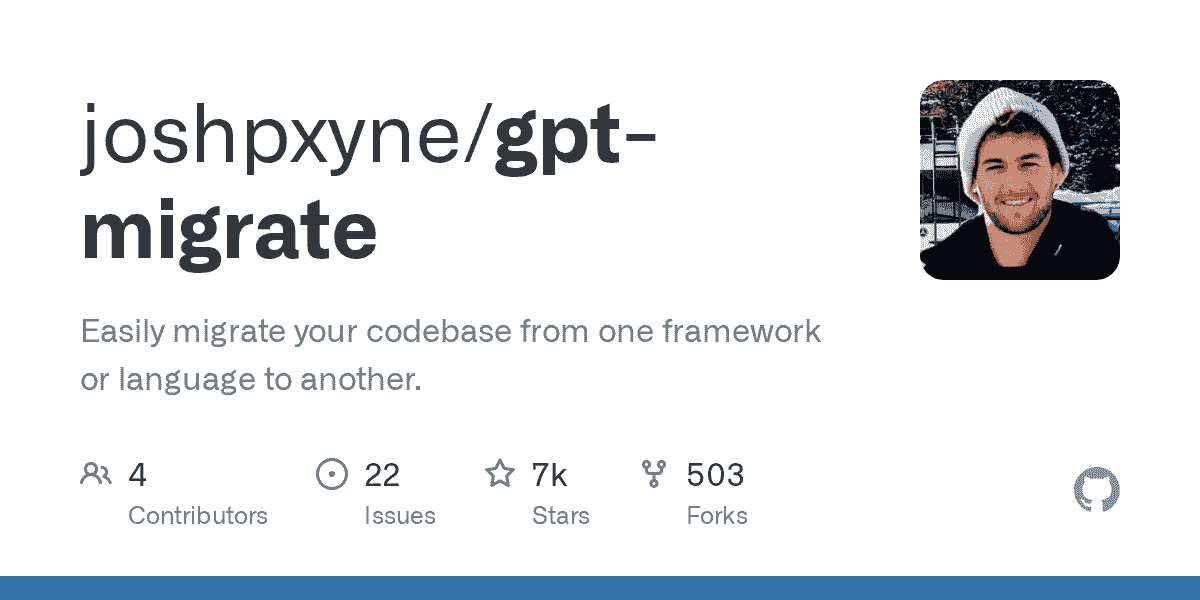 joshpxyne/gpt-
migrate
Easily migrate your codebase from one framework
or language to another.
4 22 7k 503
Contributors Issues Stars Forks